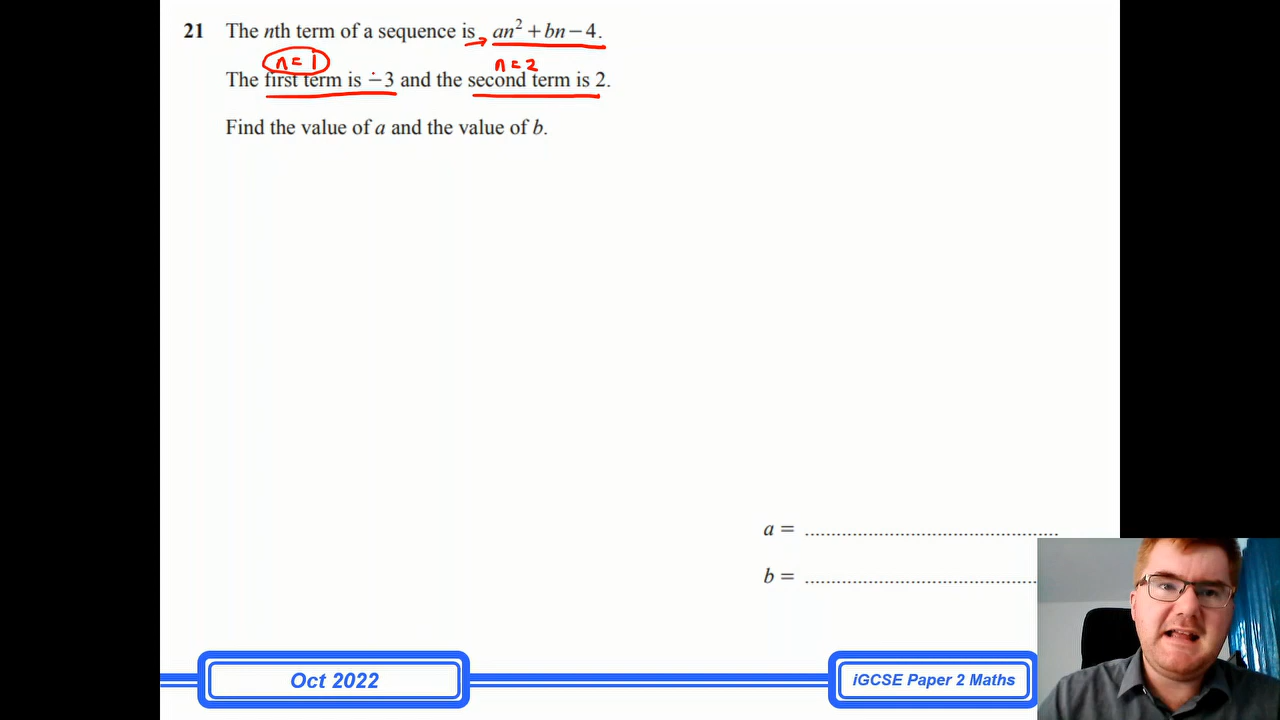 21 The nth term of a sequence is an² + bn − 4.
n = 1 n = 2
The first term is −3 and the second term is 2.
Find the value of a and the value of b.
a = ..........................................
b = ..........................................
Oct 2022
iGCSE Paper 2 Maths